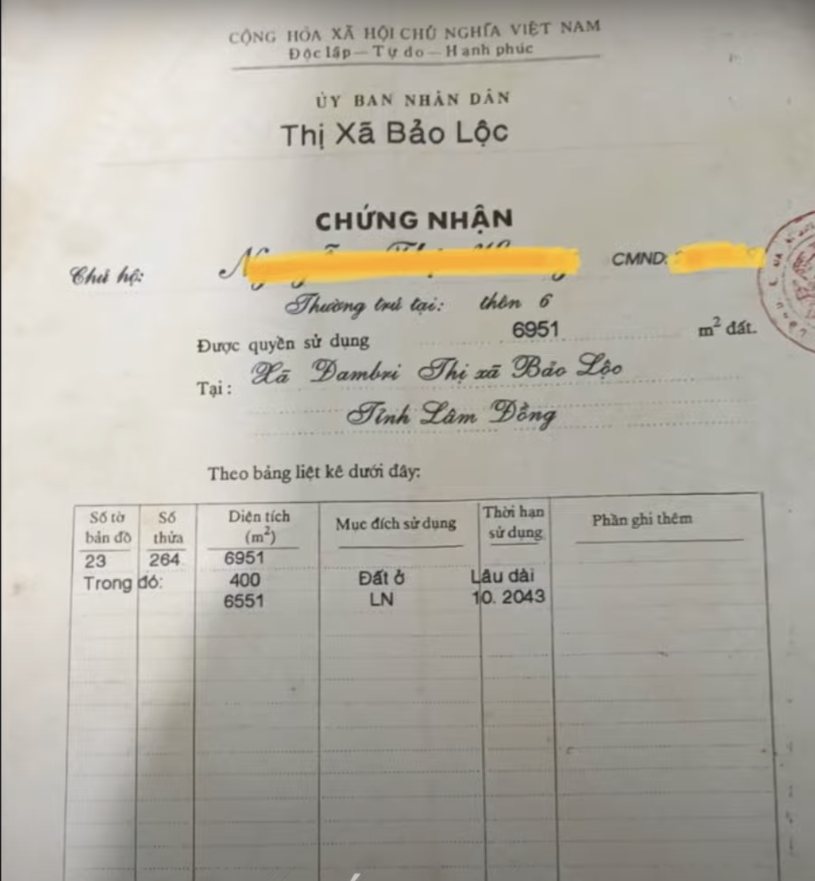 CỘNG HÒA XÃ HỘI CHỦ NGHĨA VIỆT NAM
Độc lập – Tự do – Hạnh phúc
ỦY BAN NHÂN DÂN
Thị Xã Bảo Lộc
CHỨNG NHẬN
Chủ hộ: CMND:
Thường trú tại: thôn 6
Được quyền sử dụng 6951 m² đất.
Tại: Xã Dambri Thị xã Bảo Lộc
Tỉnh Lâm Đồng
Theo bảng liệt kê dưới đây:
Số tờ bản đồ Số thửa Diện tích (m²) Mục đích sử dụng Thời hạn sử dụng Phần ghi thêm
23 264 6951
Trong đó: 400 Đất ở Lâu dài
6551 LN 10. 2043